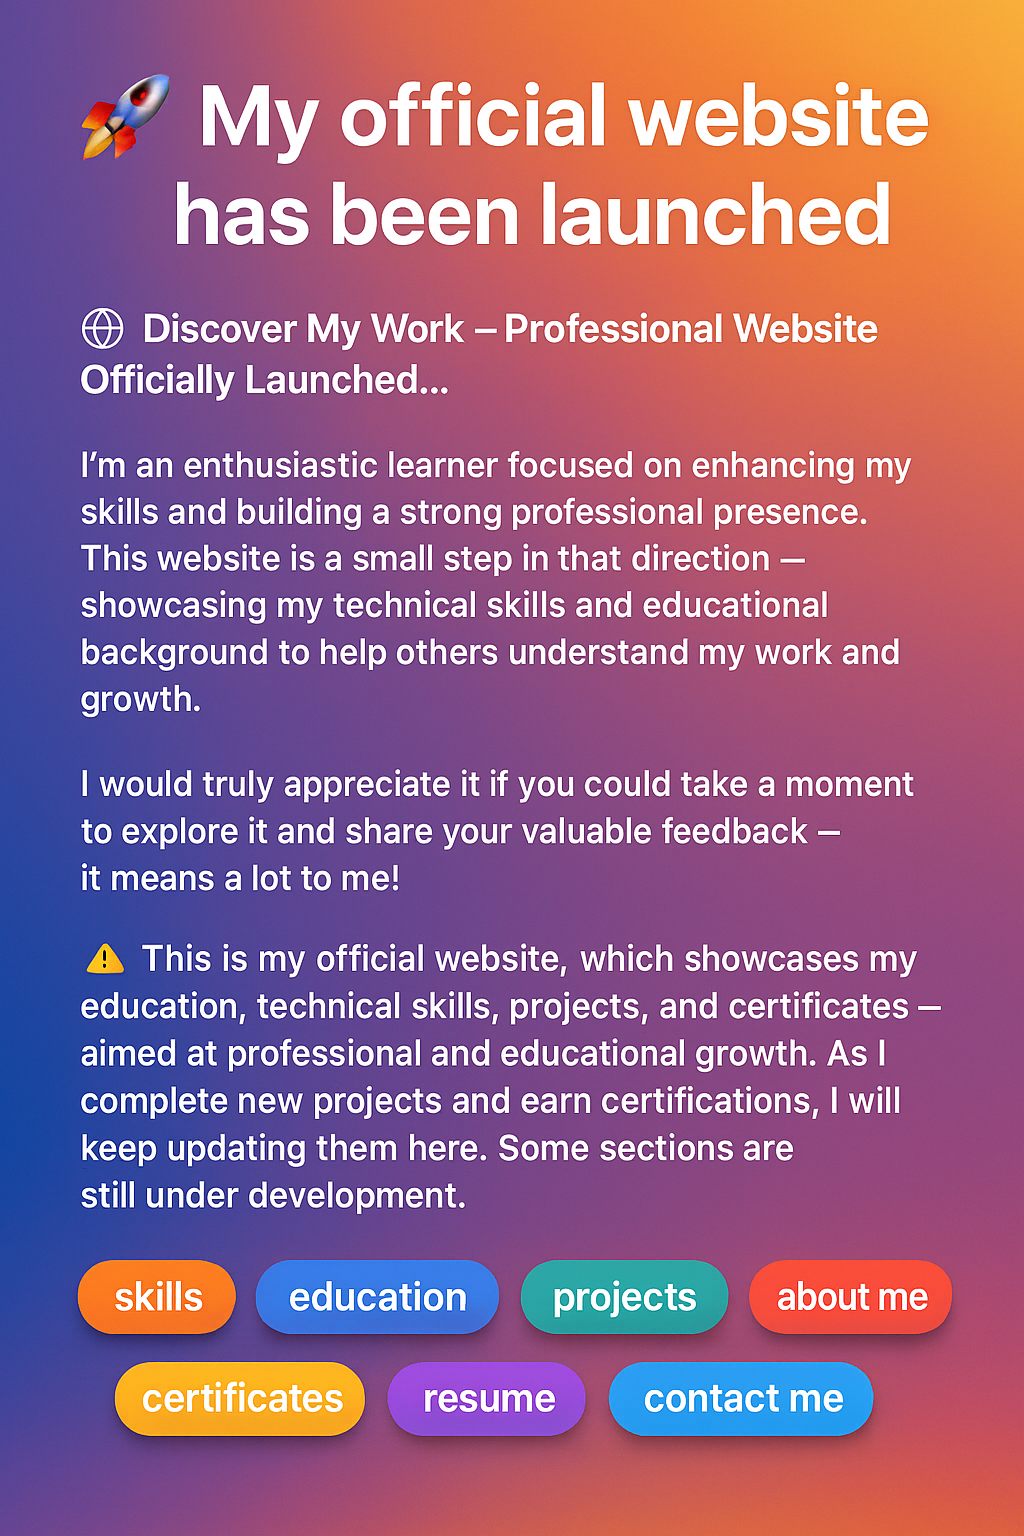 🚀 My official website
has been launched
🌐 Discover My Work – Professional Website
Officially Launched...
I’m an enthusiastic learner focused on enhancing my
skills and building a strong professional presence.
This website is a small step in that direction –
showcasing my technical skills and educational
background to help others understand my work and
growth.
I would truly appreciate it if you could take a moment
to explore it and share your valuable feedback –
it means a lot to me!
⚠️ This is my official website, which showcases my
education, technical skills, projects, and certificates –
aimed at professional and educational growth. As I
complete new projects and earn certifications, I will
keep updating them here. Some sections are
still under development.
skills education projects about me
certificates resume contact me